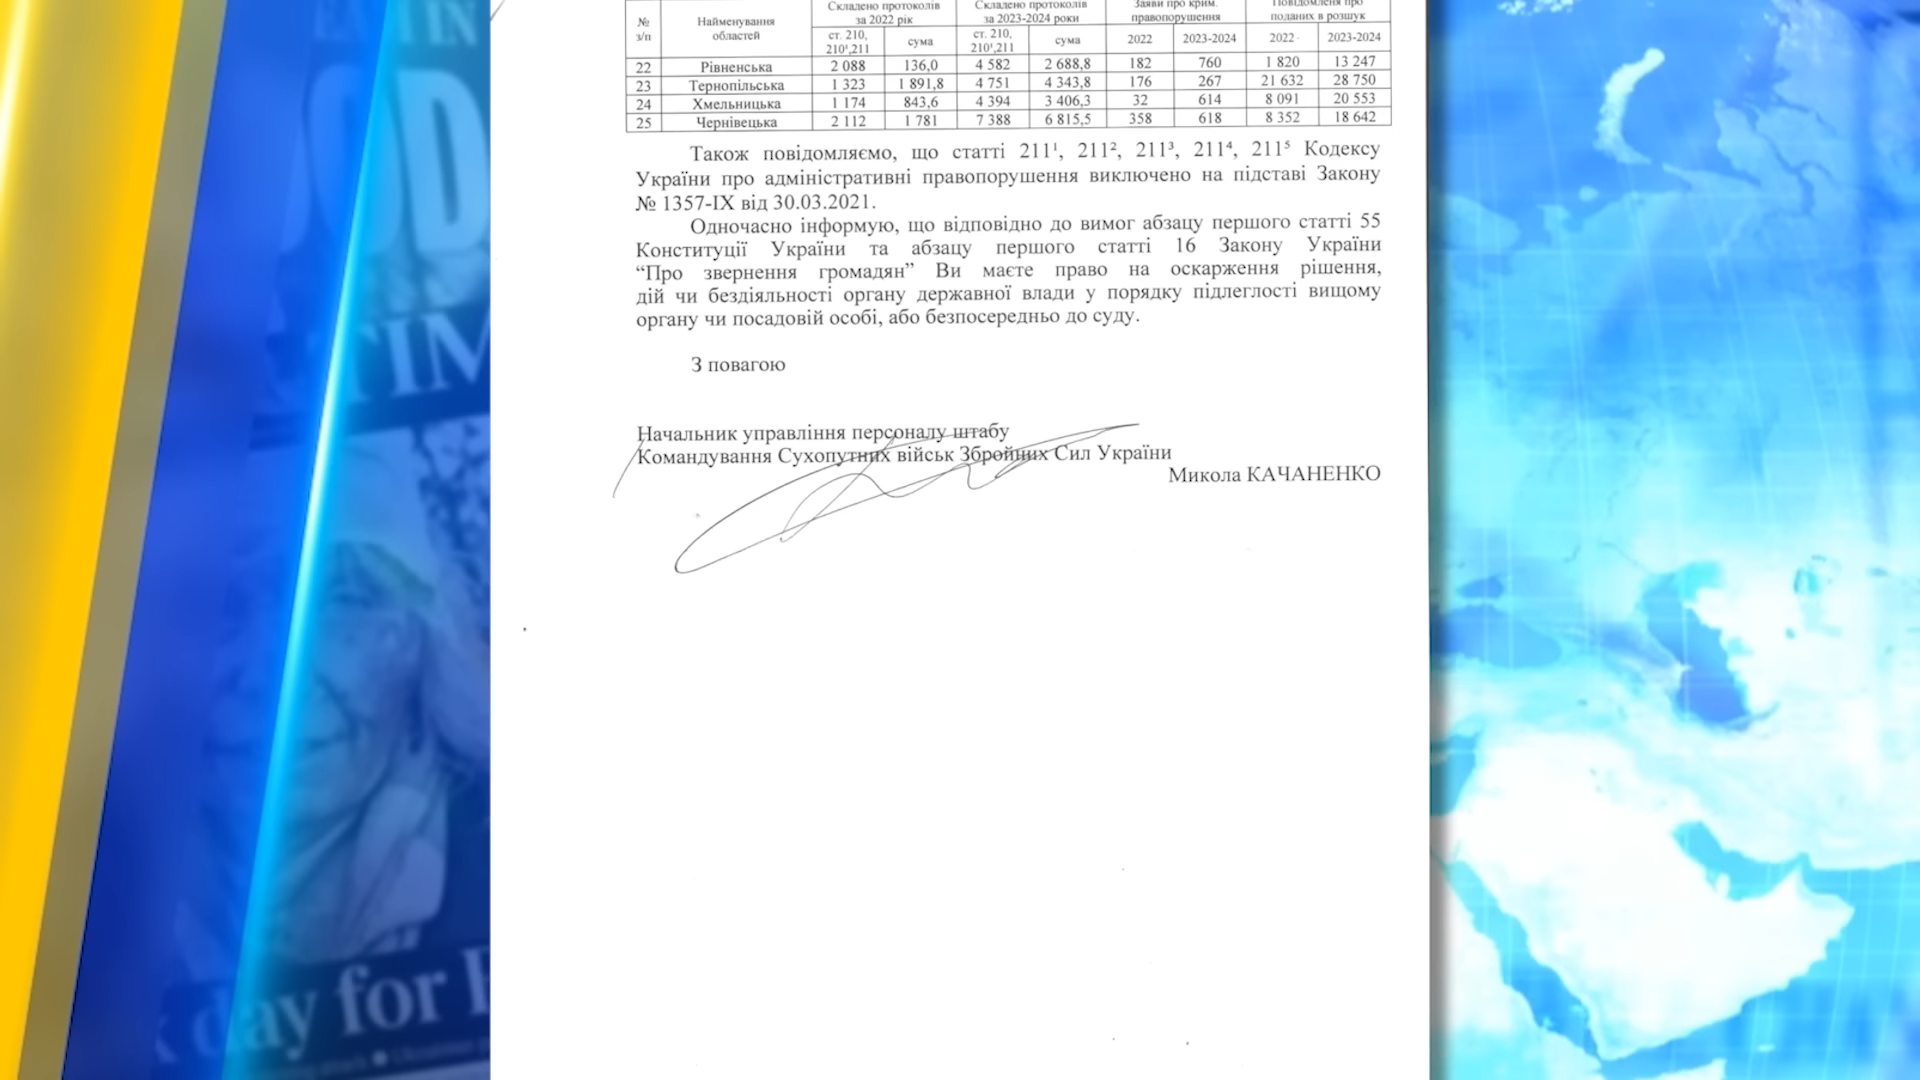 № з/п Найменування областей Складено протоколів за 2022 рік Складено протоколів за 2023-2024 роки Заяви про крим. правопорушення Повідомленя про поданих в розшук
ст. 210, 210¹,211 сума ст. 210, 210¹,211 сума 2022 2023-2024 2022 2023-2024
22 Рівненська 2 088 136,0 4 582 2 688,8 182 760 1 820 13 247
23 Тернопільська 1 323 1 891,8 4 751 4 343,8 176 267 21 632 28 750
24 Хмельницька 1 174 843,6 4 394 3 406,3 32 614 8 091 20 553
25 Чернівецька 2 112 1 781 7 388 6 815,5 358 618 8 352 18 642
Також повідомляємо, що статті 211¹, 211², 211³, 211⁴, 211⁵ Кодексу
України про адміністративні правопорушення виключено на підставі Закону
№ 1357-IX від 30.03.2021.
Одночасно інформую, що відповідно до вимог абзацу першого статті 55
Конституції України та абзацу першого статті 16 Закону України
“Про звернення громадян” Ви маєте право на оскарження рішення,
дій чи бездіяльності органу державної влади у порядку підлеглості вищому
органу чи посадовій особі, або безпосередньо до суду.
З повагою
Начальник управління персоналу штабу
Командування Сухопутних військ Збройних Сил України
Микола КАЧАНЕНКО
TIM
day for